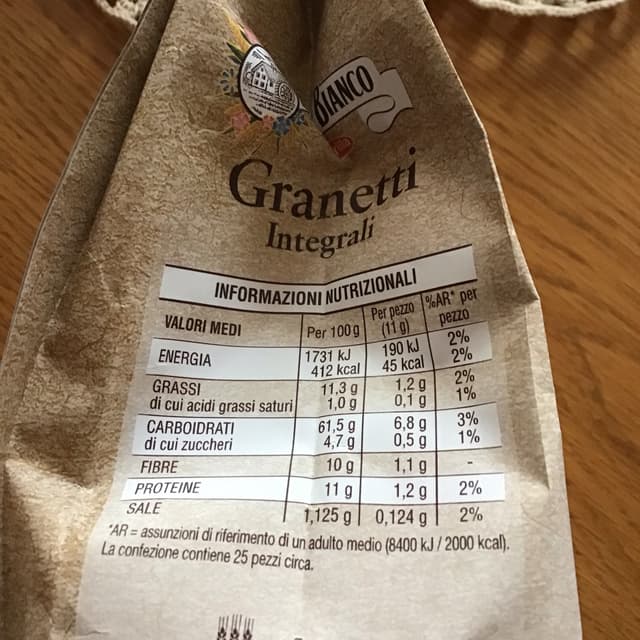 BIANCO
Granetti
Integrali
INFORMAZIONI NUTRIZIONALI
VALORI MEDI Per 100 g Per pezzo (11 g) %AR* per pezzo
ENERGIA 1731 kJ 190 kJ 2%
412 kcal 45 kcal 2%
GRASSI 11,3 g 1,2 g 2%
di cui acidi grassi saturi 1,0 g 0,1 g 1%
CARBOIDRATI 61,5 g 6,8 g 3%
di cui zuccheri 4,7 g 0,5 g 1%
FIBRE 10 g 1,1 g -
PROTEINE 11 g 1,2 g 2%
SALE 1,125 g 0,124 g 2%
*AR = assunzioni di riferimento di un adulto medio (8400 kJ / 2000 kcal).
La confezione contiene 25 pezzi circa.